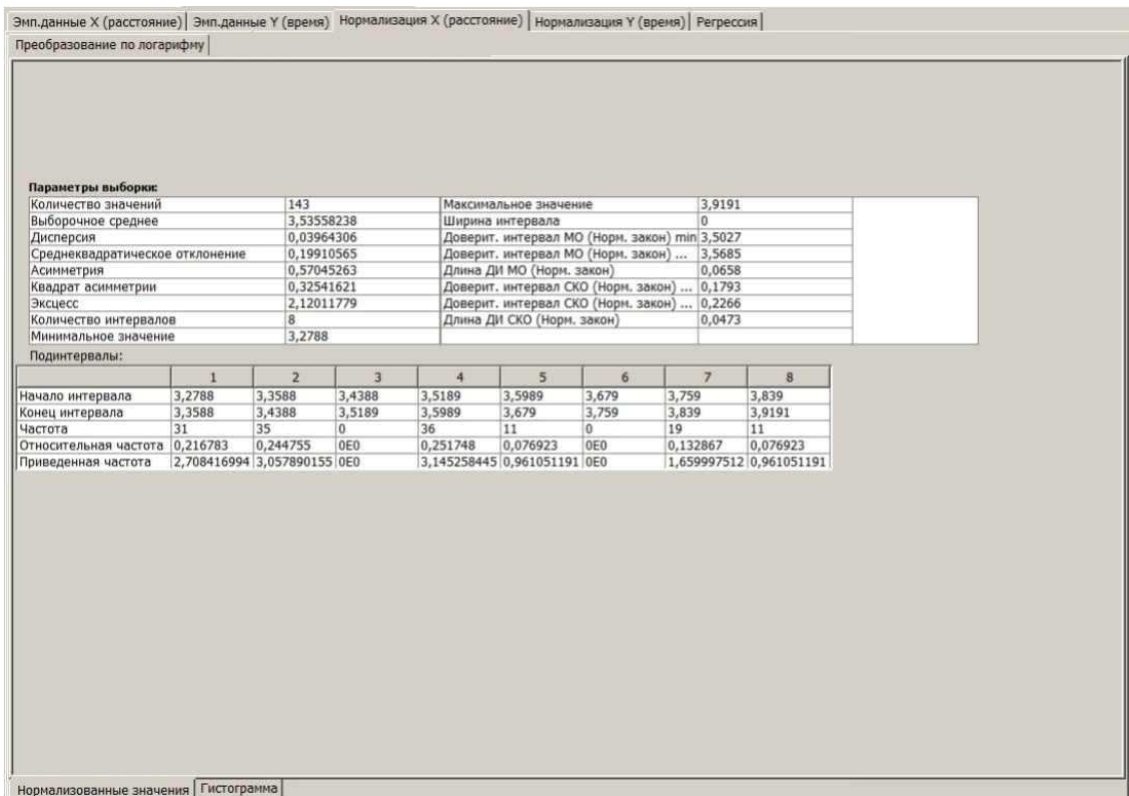 Эмп.данные X (расстояние) Эмп.данные Y (время) Нормализация X (расстояние) Нормализация Y (время) Регрессия
Преобразование по логарифму
Параметры выборки:
Количество значений 143 Максимальное значение 3,9191
Выборочное среднее 3,53558238 Ширина интервала 0
Дисперсия 0,03964306 Доверит. интервал МО (Норм. закон) min 3,5027
Среднеквадратическое отклонение 0,19910565 Доверит. интервал МО (Норм. закон) ... 3,5685
Асимметрия 0,57045263 Длина ДИ МО (Норм. закон) 0,0658
Квадрат асимметрии 0,32541621 Доверит. интервал СКО (Норм. закон) ... 0,1793
Эксцесс 2,12011779 Доверит. интервал СКО (Норм. закон) ... 0,2266
Количество интервалов 8 Длина ДИ СКО (Норм. закон) 0,0473
Минимальное значение 3,2788
Подинтервалы:
1 2 3 4 5 6 7 8
Начало интервала 3,2788 3,3588 3,4388 3,5189 3,5989 3,679 3,759 3,839
Конец интервала 3,3588 3,4388 3,5189 3,5989 3,679 3,759 3,839 3,9191
Частота 31 35 0 36 11 0 19 11
Относительная частота 0,216783 0,244755 0E0 0,251748 0,076923 0E0 0,132867 0,076923
Приведенная частота 2,708416994 3,057890155 0E0 3,145258445 0,961051191 0E0 1,659997512 0,961051191
Нормализованные значения Гистограмма